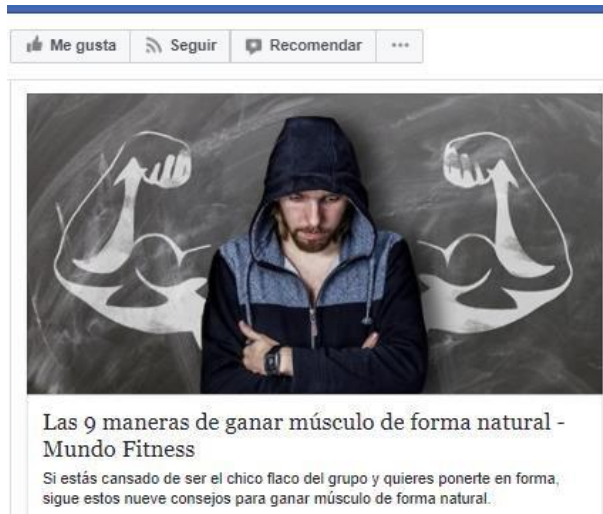 Me gusta Seguir Recomendar ...
Las 9 maneras de ganar músculo de forma natural -
Mundo Fitness
Si estás cansado de ser el chico flaco del grupo y quieres ponerte en forma,
sigue estos nueve consejos para ganar músculo de forma natural.